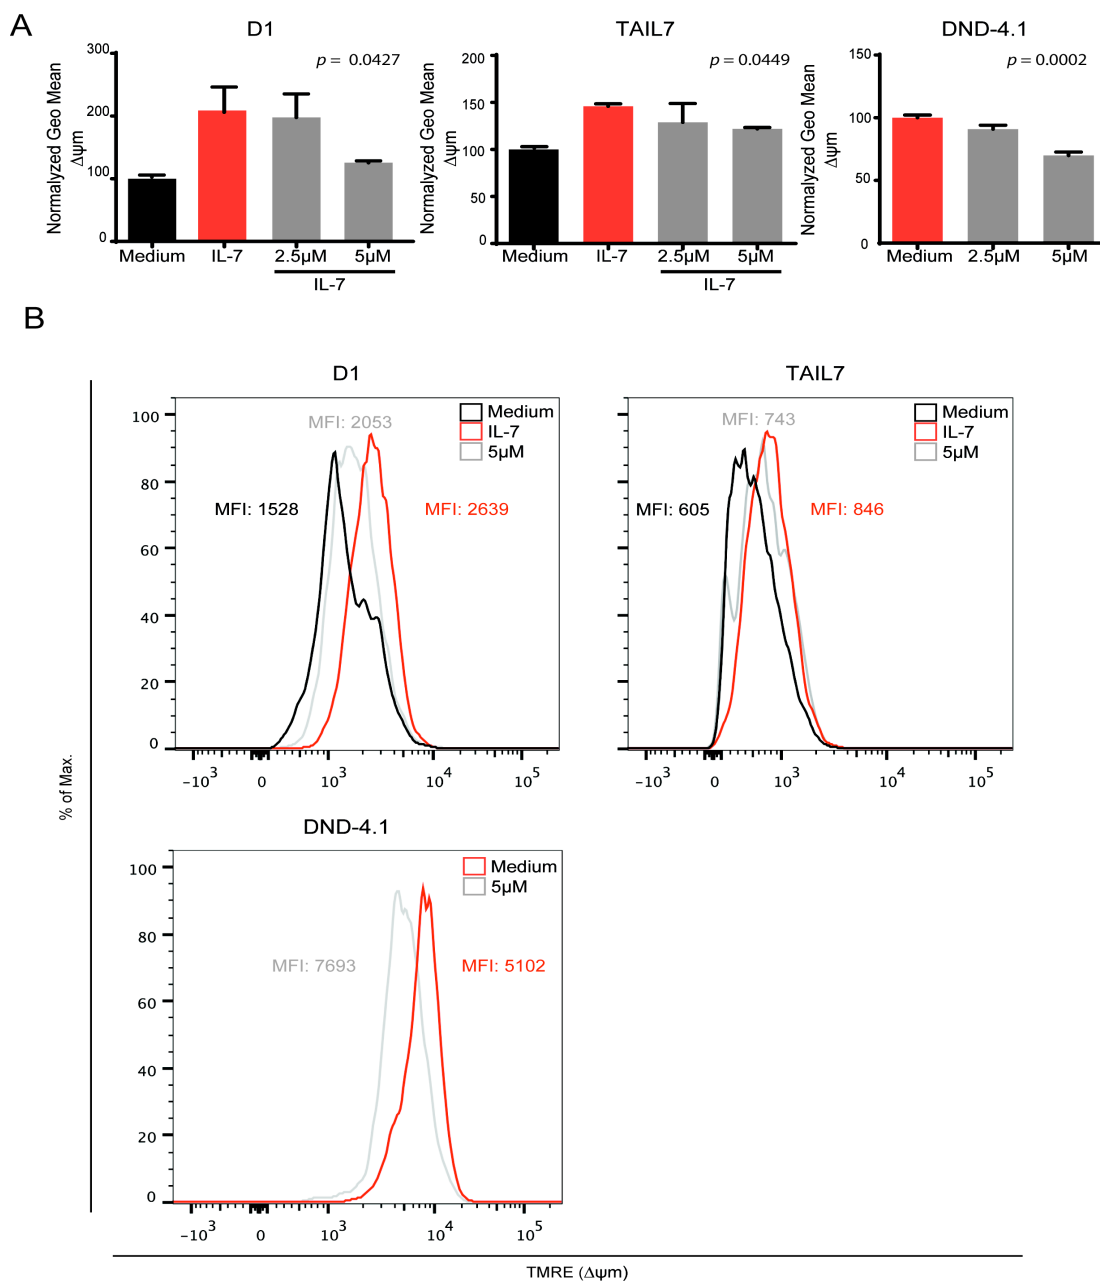 A
D1
Normalized Geo Mean
Δψm
300
200
100
0
p = 0.0427
Medium
IL-7
2.5µM
5µM
IL-7
TAIL7
Normalized Geo Mean
Δψm
200
150
100
50
0
p = 0.0449
Medium
IL-7
2.5µM
5µM
IL-7
DND-4.1
Normalized Geo Mean
Δψm
150
100
50
0
p = 0.0002
Medium
2.5µM
5µM
B
% of Max.
D1
100
80
60
40
20
0
MFI: 2053
MFI: 1528
MFI: 2639
Medium
IL-7
5µM
-10³ 0 10³ 10⁴ 10⁵
TAIL7
MFI: 743
MFI: 605
MFI: 846
Medium
IL-7
5µM
-10³ 0 10³ 10⁴ 10⁵
DND-4.1
100
80
60
40
20
0
MFI: 7693
MFI: 5102
Medium
5µM
-10³ 0 10³ 10⁴ 10⁵
TMRE (Δψm)